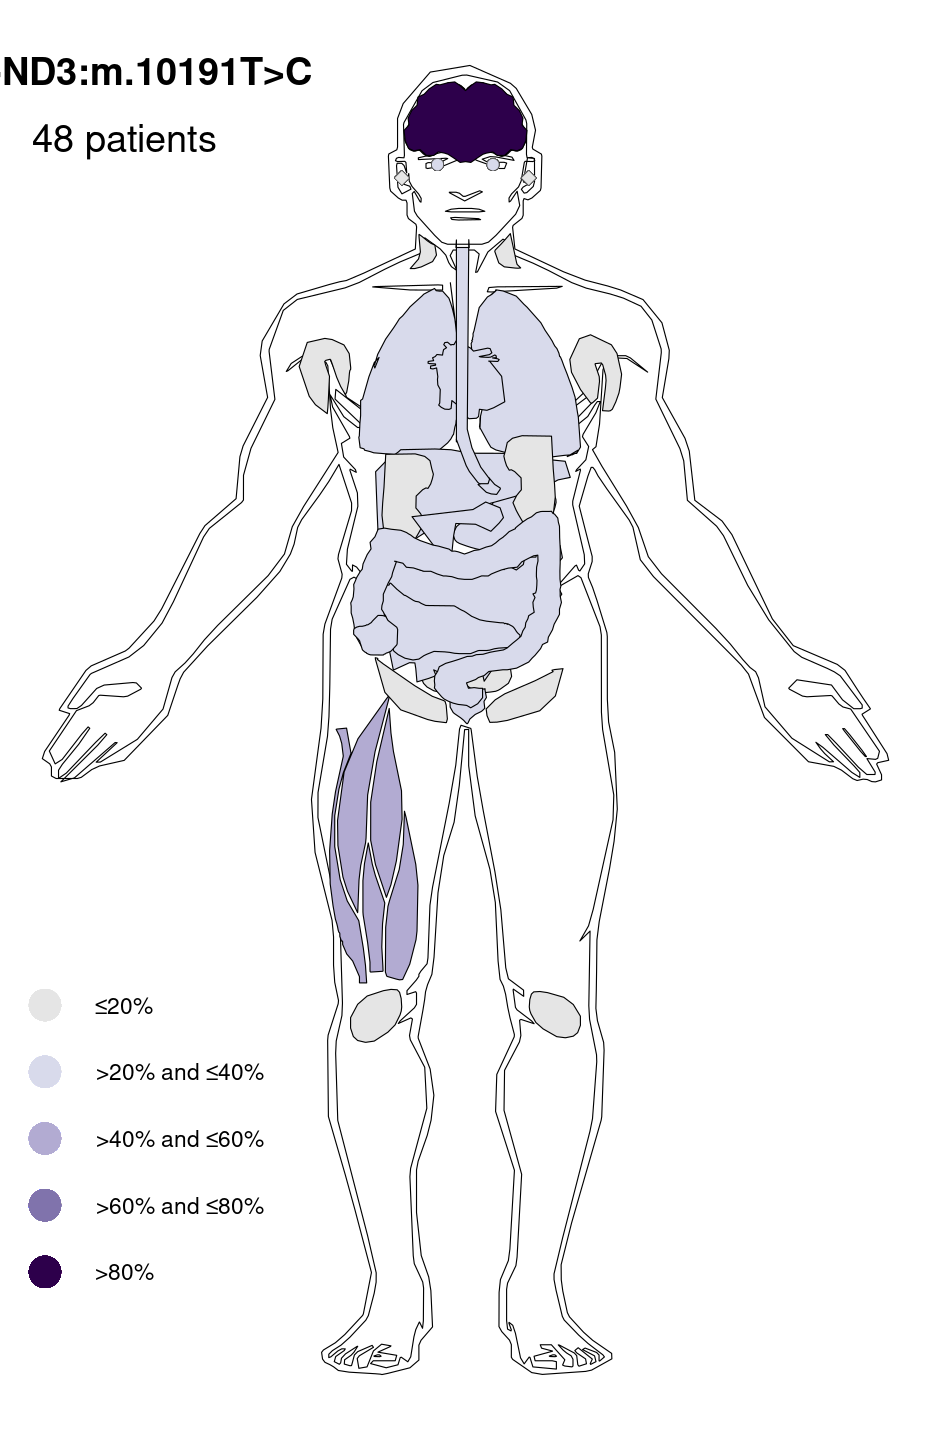 -ND3:m.10191T>C
48 patients
≤20%
>20% and ≤40%
>40% and ≤60%
>60% and ≤80%
>80%